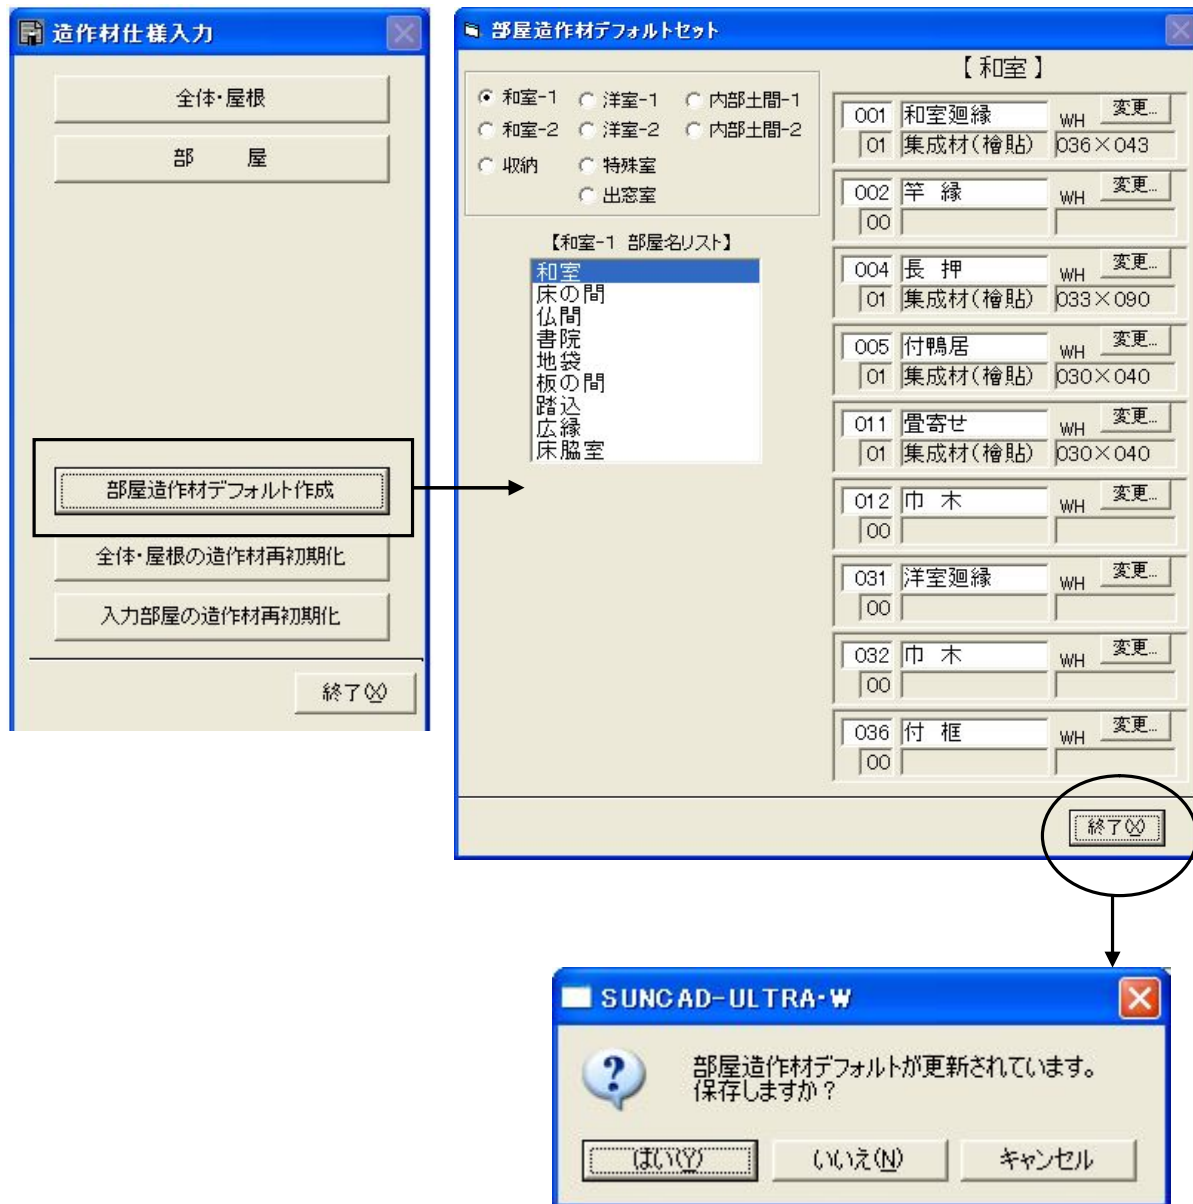 造作材仕様入力
全体・屋根
部　　屋
部屋造作材デフォルト作成
全体・屋根の造作材再初期化
入力部屋の造作材再初期化
終了(X)
部屋造作材デフォルトセット
和室-1 洋室-1 内部土間-1
和室-2 洋室-2 内部土間-2
収納 特殊室
出窓室
【和室-1 部屋名リスト】
和室
床の間
仏間
書院
地袋
板の間
踏込
広縁
床脇室
【和室】
001 和室廻縁 WH 変更...
01 集成材(檜貼) 036×043
002 竿 縁 WH 変更...
00
004 長 押 WH 変更...
01 集成材(檜貼) 033×090
005 付鴨居 WH 変更...
01 集成材(檜貼) 030×040
011 畳寄せ WH 変更...
01 集成材(檜貼) 030×040
012 巾 木 WH 変更...
00
031 洋室廻縁 WH 変更...
00
032 巾 木 WH 変更...
00
036 付 框 WH 変更...
00
終了(X)
SUNCAD-ULTRA-W
部屋造作材デフォルトが更新されています。
保存しますか？
はい(Y) いいえ(N) キャンセル